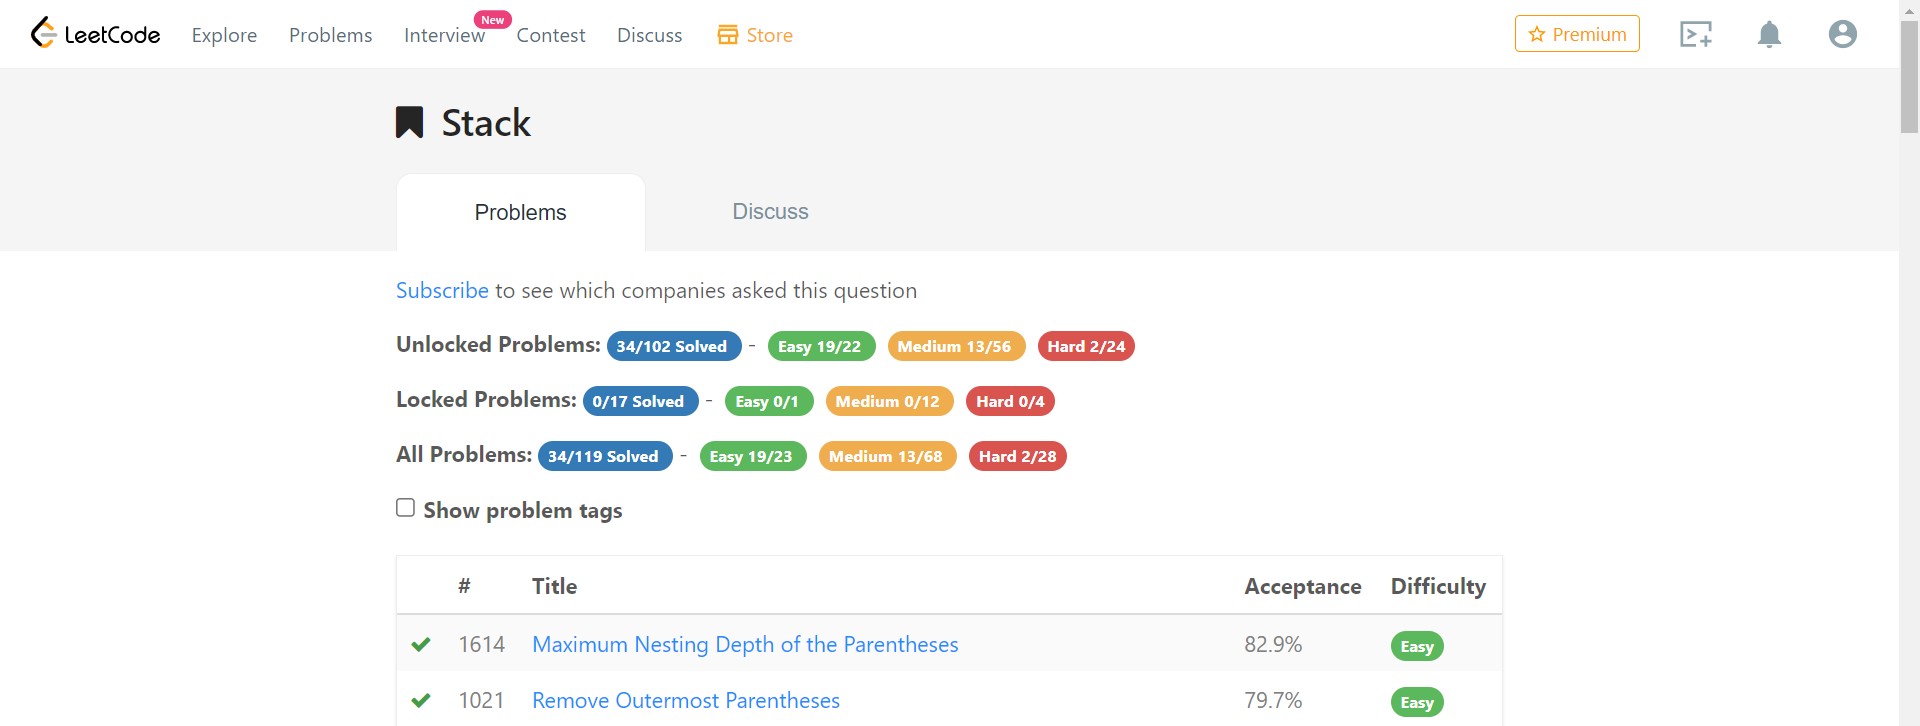 LeetCode Explore Problems Interview New Contest Discuss Store Premium
Stack
Problems Discuss
Subscribe to see which companies asked this question
Unlocked Problems: 34/102 Solved - Easy 19/22 Medium 13/56 Hard 2/24
Locked Problems: 0/17 Solved - Easy 0/1 Medium 0/12 Hard 0/4
All Problems: 34/119 Solved - Easy 19/23 Medium 13/68 Hard 2/28
Show problem tags
# Title Acceptance Difficulty
1614 Maximum Nesting Depth of the Parentheses 82.9% Easy
1021 Remove Outermost Parentheses 79.7% Easy